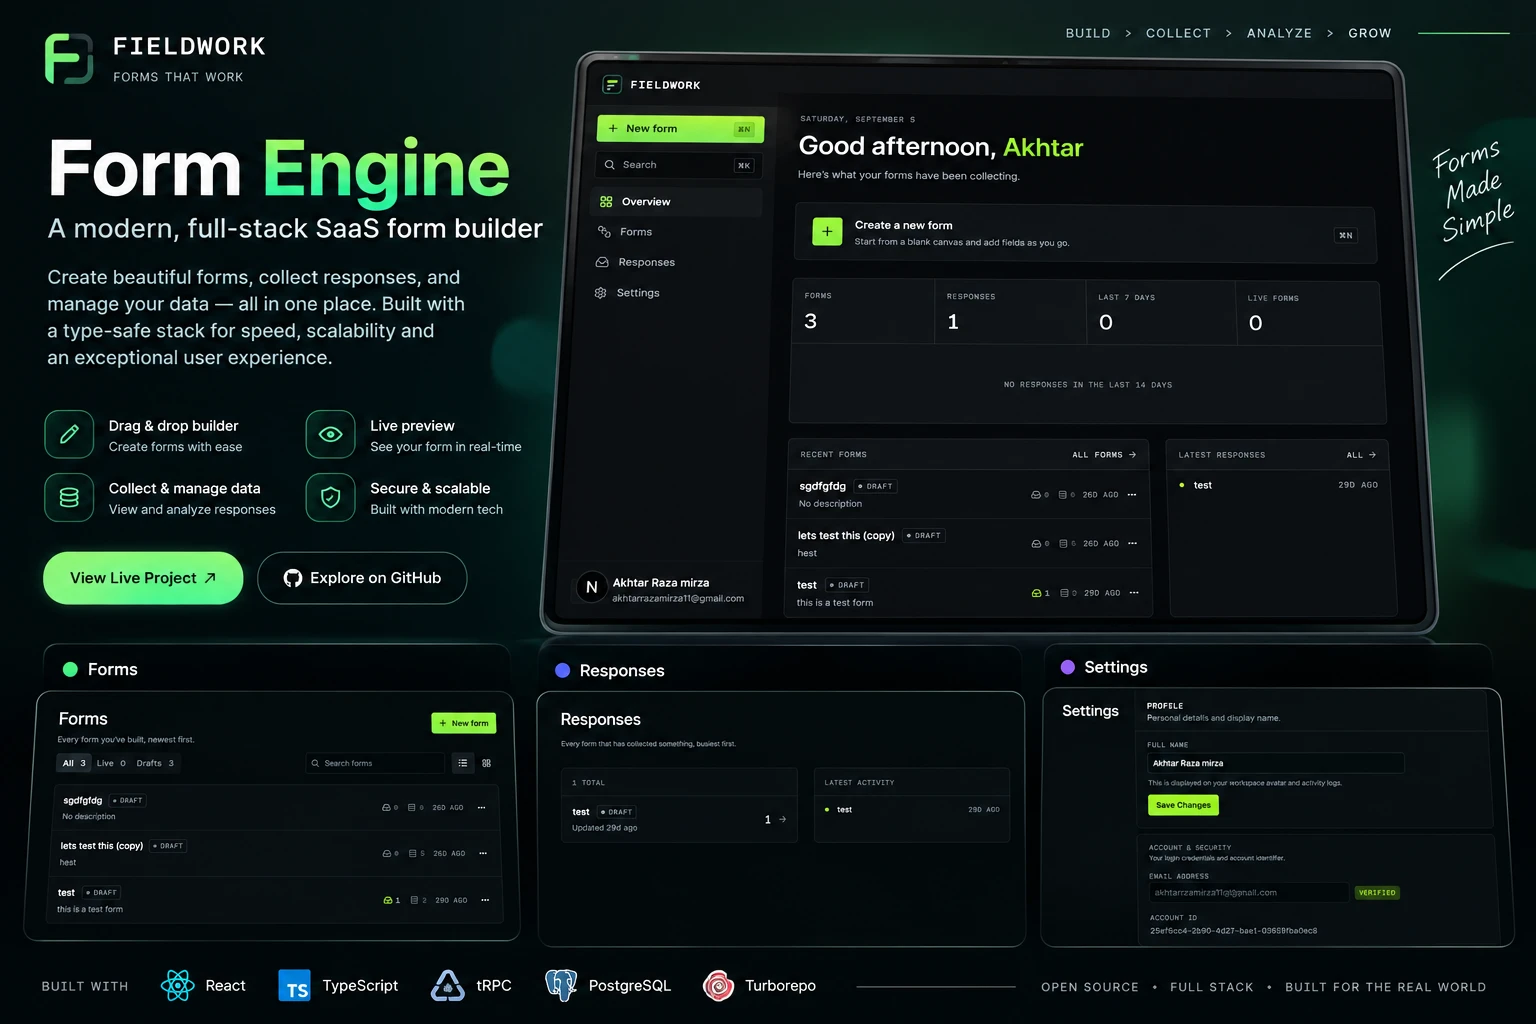 FIELDWORK
FORMS THAT WORK
BUILD > COLLECT > ANALYZE > GROW
Form Engine
A modern, full-stack SaaS form builder
Create beautiful forms, collect responses, and
manage your data — all in one place. Built with
a type-safe stack for speed, scalability and
an exceptional user experience.
Drag & drop builder
Create forms with ease
Live preview
See your form in real-time
Collect & manage data
View and analyze responses
Secure & scalable
Built with modern tech
View Live Project ↗
Explore on GitHub
Forms
Made
Simple
FIELDWORK
+ New form ⌘N
Search ⌘K
Overview
Forms
Responses
Settings
N
Akhtar Raza mirza
akhtarrazamirza11@gmail.com
SATURDAY, SEPTEMBER 5
Good afternoon, Akhtar
Here's what your forms have been collecting.
+ Create a new form
Start from a blank canvas and add fields as you go.
⌘N
FORMS
3
RESPONSES
1
LAST 7 DAYS
0
LIVE FORMS
0
NO RESPONSES IN THE LAST 14 DAYS
RECENT FORMS ALL FORMS →
sgdfgfdg • DRAFT
No description
0 0 26D AGO •••
lets test this (copy) • DRAFT
hest
0 26D AGO •••
test • DRAFT
this is a test form
1 29D AGO •••
LATEST RESPONSES ALL →
test 29D AGO
Forms
Forms
Every form you've built, newest first.
+ New form
All 3 Live 0 Drafts 3
Search forms
sgdfgfdg • DRAFT
No description
0 0 26D AGO •••
lets test this (copy) • DRAFT
hest
0 26D AGO •••
test • DRAFT
this is a test form
1 2 29D AGO •••
Responses
Responses
Every form that has collected something, busiest first.
1 TOTAL
test • DRAFT
Updated 29d ago
1 →
LATEST ACTIVITY
test 29D AGO
Settings
Settings
PROFILE
Personal details and display name.
FULL NAME
Akhtar Raza mirza
This is displayed on your workspace avatar and activity logs.
Save Changes
ACCOUNT & SECURITY
Your login credentials and account identifier.
EMAIL ADDRESS
VERIFIED
ACCOUNT ID
BUILT WITH
React
TS TypeScript
tRPC
PostgreSQL
Turborepo
OPEN SOURCE • FULL STACK • BUILT FOR THE REAL WORLD